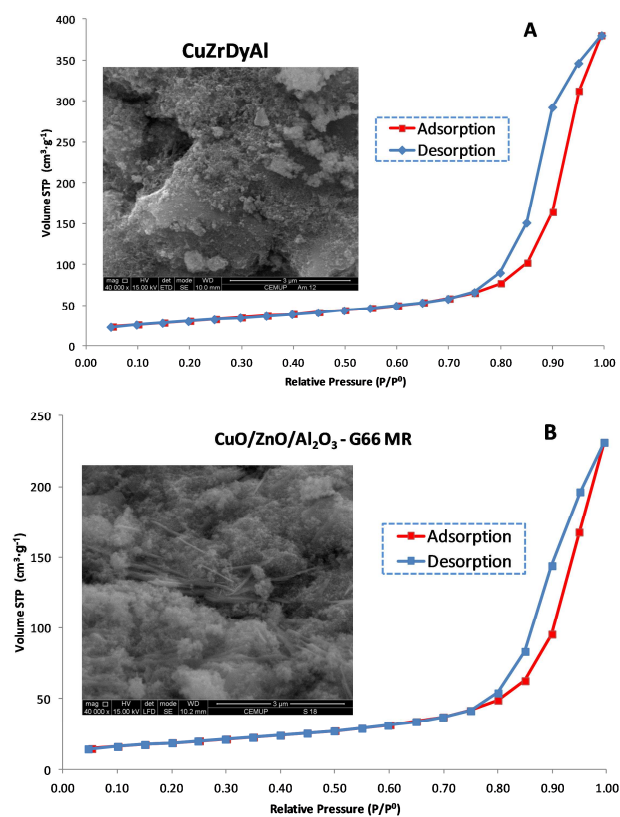 400
350
300
250
200
150
100
50
0
Volume STP (cm³·g⁻¹)
CuZrDyAl
A
Adsorption
Desorption
mag □ HV det mode WD 3 µm
40 000 x 15.00 kV ETD SE 10.0 mm CEMUP Am 12
0.00 0.10 0.20 0.30 0.40 0.50 0.60 0.70 0.80 0.90 1.00
Relative Pressure (P/P⁰)
250
200
150
100
50
0
Volume STP (cm³·g⁻¹)
CuO/ZnO/Al₂O₃ - G66 MR
B
Adsorption
Desorption
mag □ HV det mode WD 3 µm
40 000 x 15.00 kV LFD SE 10.2 mm CEMUP S 18
0.00 0.10 0.20 0.30 0.40 0.50 0.60 0.70 0.80 0.90 1.00
Relative Pressure (P/P⁰)